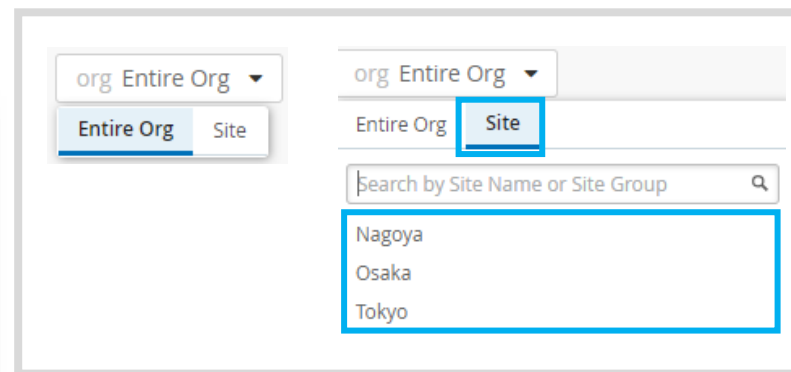 org Entire Org
Entire Org Site
org Entire Org
Entire Org Site
Search by Site Name or Site Group
Nagoya
Osaka
Tokyo